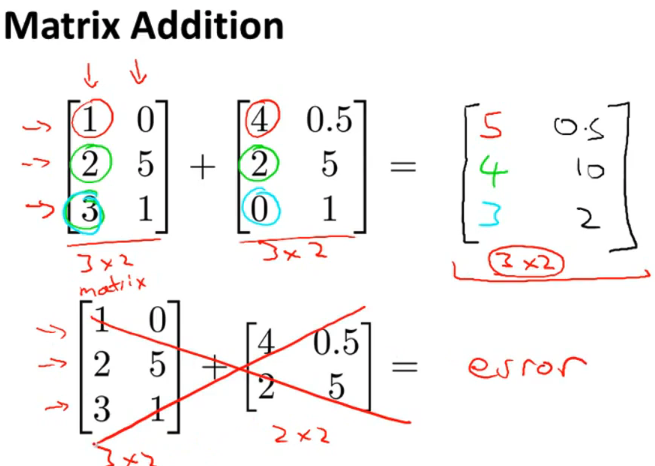 Matrix Addition
1 0 4 0.5 5 0.5
2 5 + 2 5 = 4 10
3 1 0 1 3 2
3×2 3×2 3×2
matrix
1 0 4 0.5
2 5 + 2 5 = error
3 1
3×2 2×2